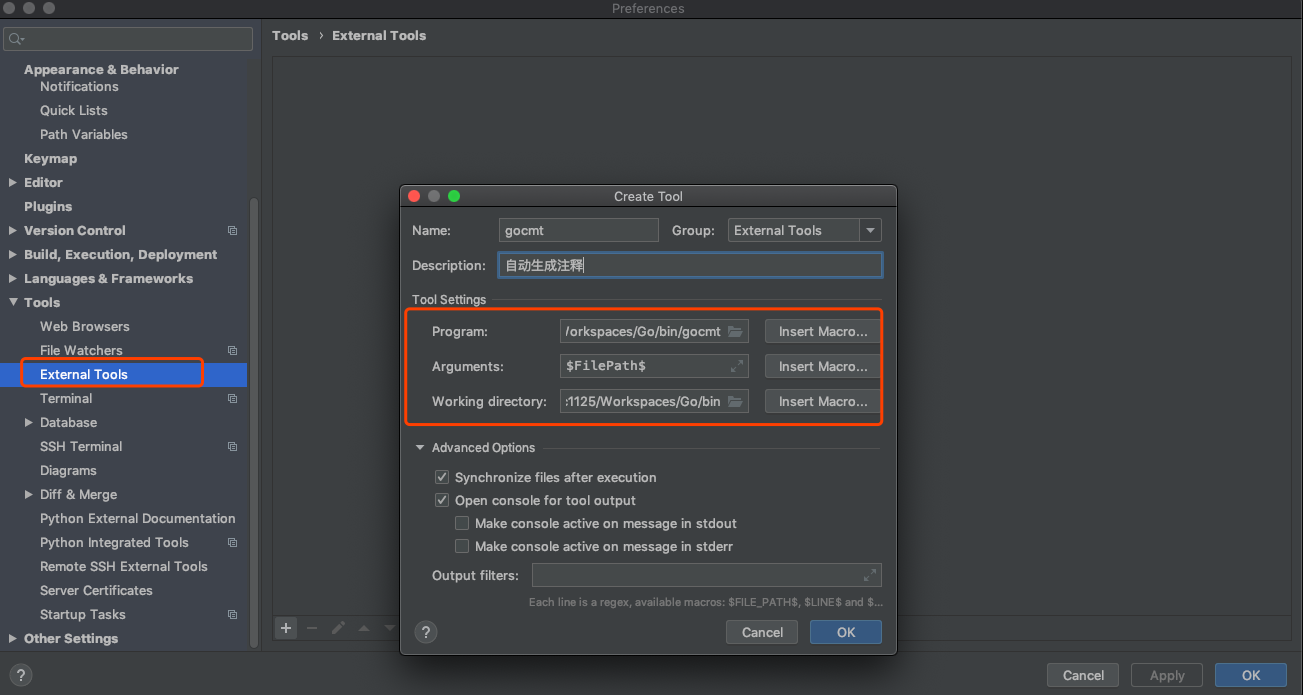 Preferences
Appearance & Behavior
Notifications
Quick Lists
Path Variables
Keymap
Editor
Plugins
Version Control
Build, Execution, Deployment
Languages & Frameworks
Tools
Web Browsers
File Watchers
External Tools
Terminal
Database
SSH Terminal
Diagrams
Diff & Merge
Python External Documentation
Python Integrated Tools
Remote SSH External Tools
Server Certificates
Startup Tasks
Other Settings
?
Tools › External Tools
Create Tool
Name: gocmt Group: External Tools
Description: 自动生成注释
Tool Settings
Program: /orkspaces/Go/bin/gocmt Insert Macro...
Arguments: $FilePath$ Insert Macro...
Working directory: :1125/Workspaces/Go/bin Insert Macro...
Advanced Options
Synchronize files after execution
Open console for tool output
Make console active on message in stdout
Make console active on message in stderr
Output filters:
Each line is a regex, available macros: $FILE_PATH$, $LINE$ and $...
? Cancel OK
Cancel Apply OK